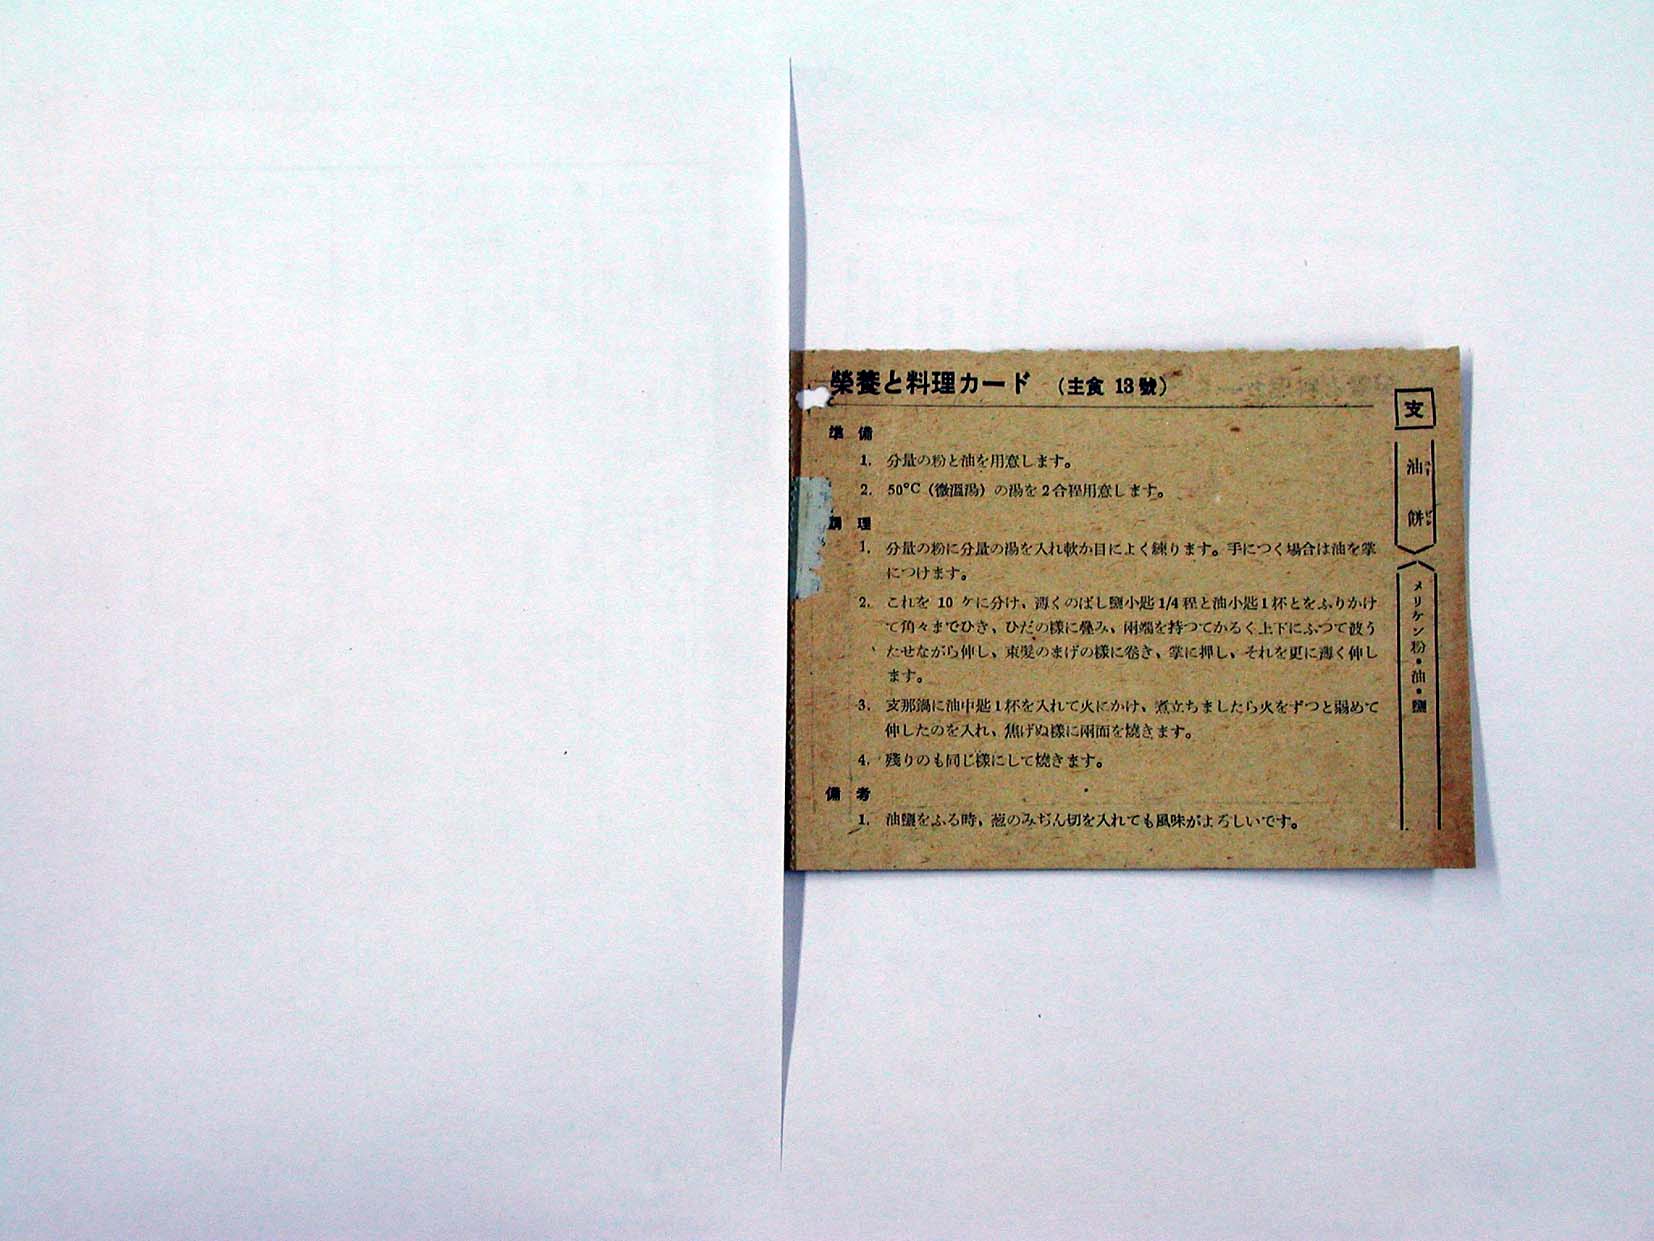 榮養と料理カード （主食 13號）
準 備
1. 分量の粉と油を用意します。
2. 50°C（微溫湯）の湯を2合程用意します。
調 理
1. 分量の粉に分量の湯を入れ軟か目によく練ります。手につく場合は油を掌
につけます。
2. これを 10 ケに分け、薄くのばし鹽小匙1/4程と油小匙1杯とをふりかけ
て角々までひき、ひだの樣に疊み、兩端を持つてかるく上下にふつて波う
たせながら伸し、束髮のまげの樣に卷き、掌に押し、それを更に薄く伸し
ます。
3. 支那鍋に油中匙1杯を入れて火にかけ、煮立ちましたら火をずつと弱めて
伸したのを入れ、焦げぬ樣に兩面を燒きます。
4. 殘りのも同じ樣にして燒きます。
備 考
1. 油鹽をふる時、葱のみぢん切を入れても風味がよろしいです。
支
油餅
メリケン粉・油・鹽